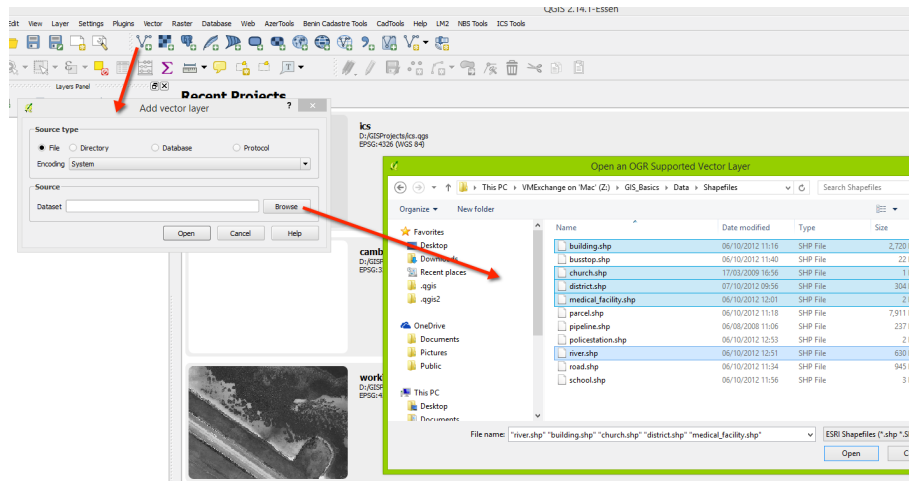 QGIS 2.14.1-Essen
Edit View Layer Settings Plugins Vector Raster Database Web AzerTools Benin Cadastre Tools CadTools Help LM2 NBS Tools ICS Tools
Layers Panel
Recent Projects
Add vector layer ? ×
Source type
File Directory Database Protocol
Encoding System
Source
Dataset Browse
Open Cancel Help
ics
D:/GISProjects/ics.qgs
EPSG:4326 (WGS 84)
camb
D:/GISP
EPSG:3
work
D:/GISP
EPSG:4
Open an OGR Supported Vector Layer
This PC VMExchange on 'Mac' (Z:) GIS_Basics Data Shapefiles
Search Shapefiles
Organize New folder
Favorites
Desktop
Downloads
Recent places
.qgis
.qgis2
OneDrive
Documents
Pictures
Public
This PC
Desktop
Documents
Name Date modified Type Size
building.shp 06/10/2012 11:16 SHP File 2,720
busstop.shp 06/10/2012 11:40 SHP File 22
church.shp 17/03/2009 16:56 SHP File 1
district.shp 07/10/2012 09:56 SHP File 304
medical_facility.shp 06/10/2012 12:01 SHP File 2
parcel.shp 06/10/2012 11:18 SHP File 7,911
pipeline.shp 06/08/2008 11:06 SHP File 237
policestation.shp 06/10/2012 12:53 SHP File 2
river.shp 06/10/2012 12:51 SHP File 630
road.shp 06/10/2012 11:34 SHP File 945
school.shp 06/10/2012 11:56 SHP File 3
File name: "river.shp" "building.shp" "church.shp" "district.shp" "medical_facility.shp"
ESRI Shapefiles (*.shp *.S
Open C